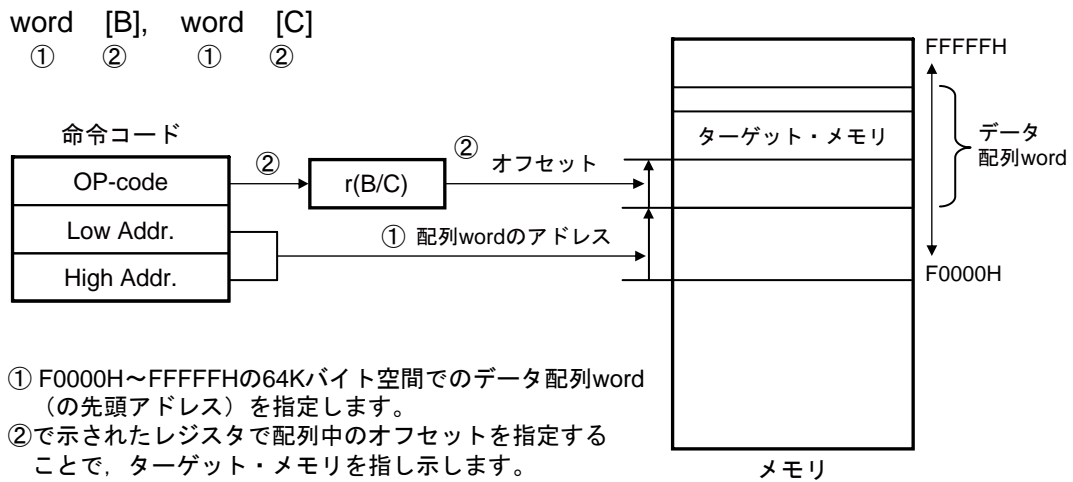 word [B], word [C]
① ② ① ②
命令コード
OP-code
Low Addr.
High Addr.
②
r(B/C)
② オフセット
① 配列wordのアドレス
ターゲット・メモリ
FFFFFH
データ
配列word
F0000H
メモリ
① F0000H～FFFFFHの64Kバイト空間でのデータ配列word
（の先頭アドレス）を指定します。
②で示されたレジスタで配列中のオフセットを指定する
ことで，ターゲット・メモリを指し示します。